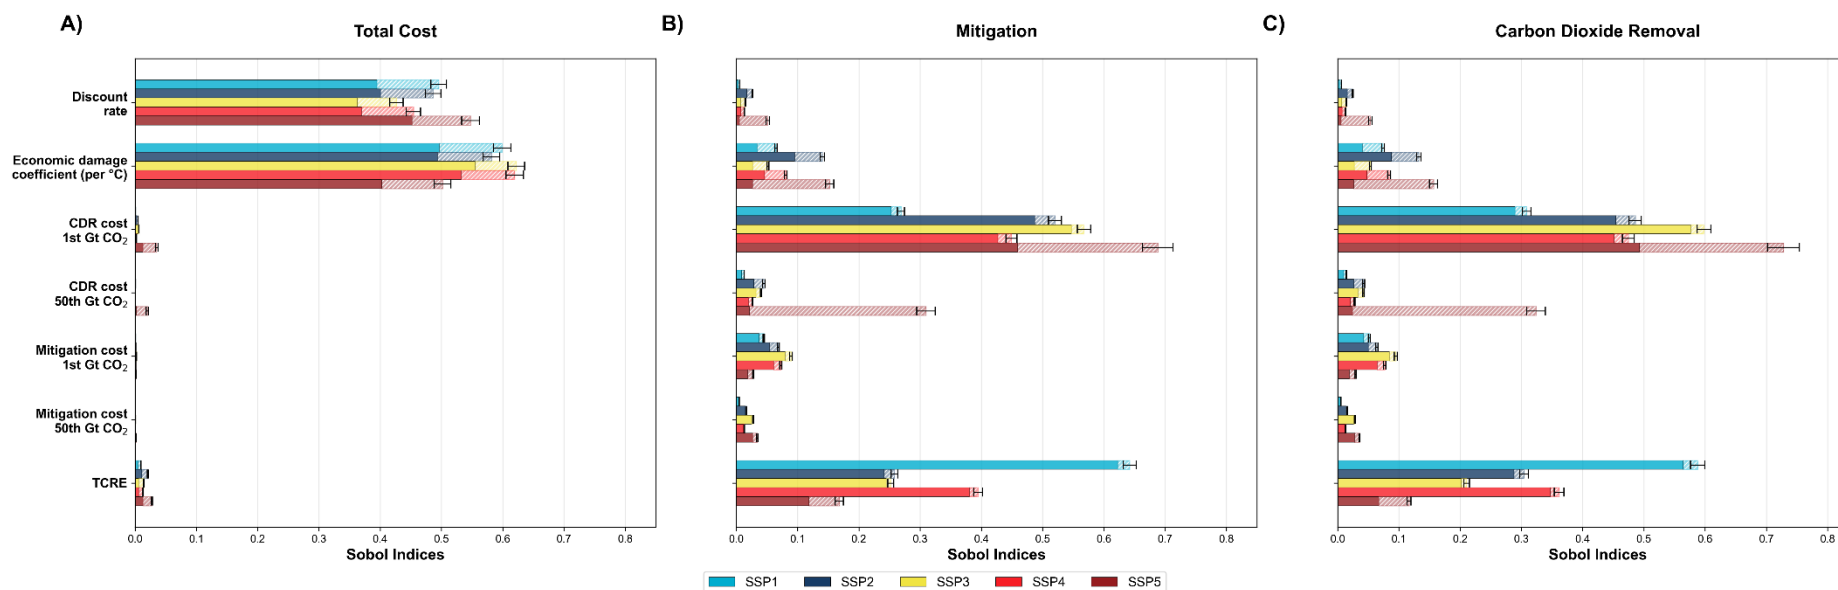 A)
Total Cost
B)
Mitigation
C)
Carbon Dioxide Removal
Discount
rate
Economic damage
coefficient (per °C)
CDR cost
1st Gt CO₂
CDR cost
50th Gt CO₂
Mitigation cost
1st Gt CO₂
Mitigation cost
50th Gt CO₂
TCRE
0.0 0.1 0.2 0.3 0.4 0.5 0.6 0.7 0.8
Sobol Indices
0.0 0.1 0.2 0.3 0.4 0.5 0.6 0.7 0.8
Sobol Indices
0.0 0.1 0.2 0.3 0.4 0.5 0.6 0.7 0.8
Sobol Indices
SSP1 SSP2 SSP3 SSP4 SSP5